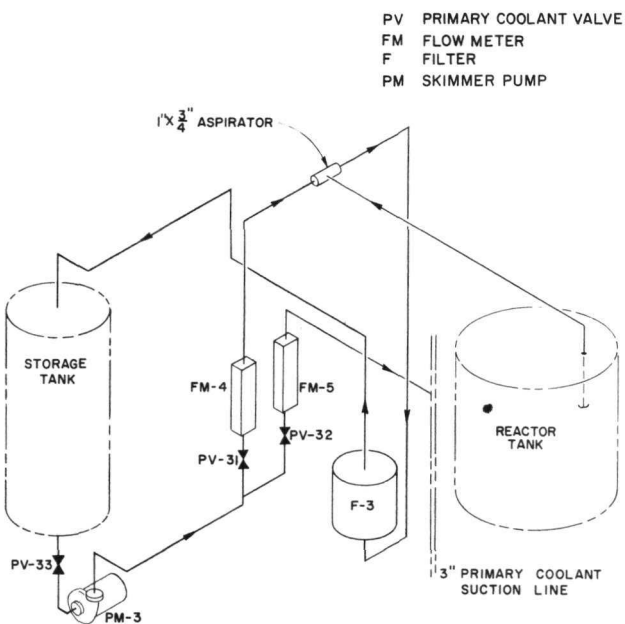 PV PRIMARY COOLANT VALVE
FM FLOW METER
F FILTER
PM SKIMMER PUMP
1"X 3/4" ASPIRATOR
STORAGE
TANK
FM-4
FM-5
PV-32
PV-31
REACTOR
TANK
F-3
PV-33
PM-3
3" PRIMARY COOLANT
SUCTION LINE